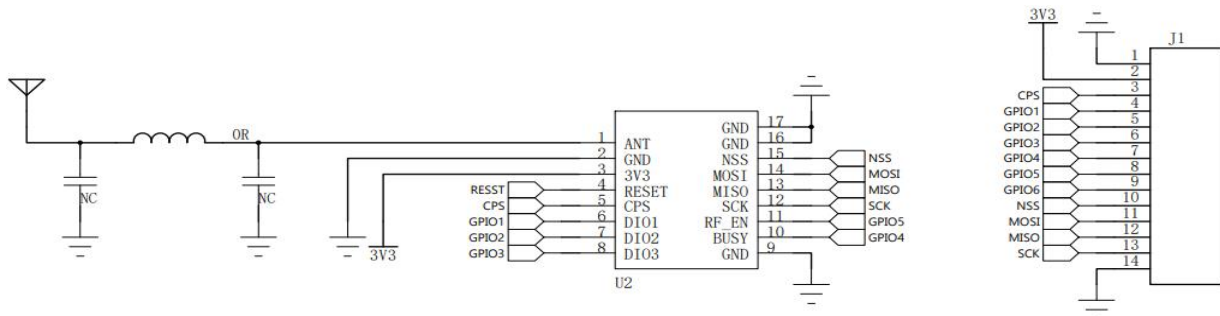 OR
NC
NC
3V3
RESST
CPS
GPIO1
GPIO2
GPIO3
1
2
3
4
5
6
7
8
ANT
GND
3V3
RESET
CPS
DIO1
DIO2
DIO3
GND
GND
NSS
MOSI
MISO
SCK
RF_EN
BUSY
GND
17
16
15
14
13
12
11
10
9
U2
NSS
MOSI
MISO
SCK
GPIO5
GPIO4
3V3
J1
CPS
GPIO1
GPIO2
GPIO3
GPIO4
GPIO5
GPIO6
NSS
MOSI
MISO
SCK
1
2
3
4
5
6
7
8
9
10
11
12
13
14